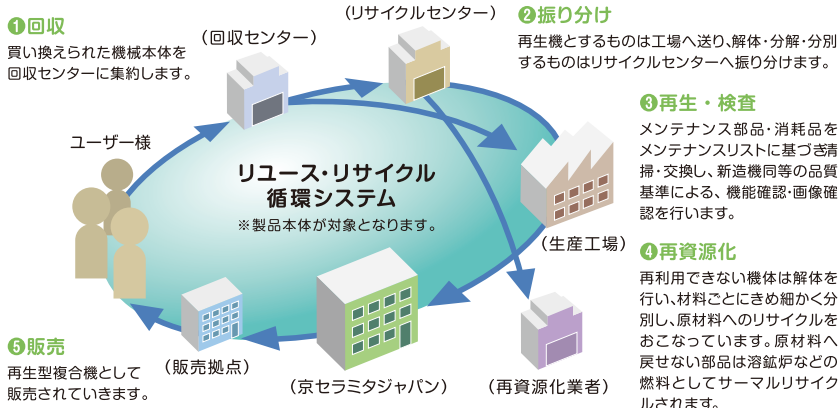 ❶回収
買い換えられた機械本体を
回収センターに集約します。
（回収センター）
（リサイクルセンター）
❷振り分け
再生機とするものは工場へ送り、解体・分解・分別
するものはリサイクルセンターへ振り分けます。
❸再生・検査
メンテナンス部品・消耗品を
メンテナンスリストに基づき清
掃・交換し、新造機同等の品質
基準による、機能確認・画像確
認を行います。
ユーザー様
リユース・リサイクル
循環システム
※製品本体が対象となります。
（生産工場）
❹再資源化
再利用できない機体は解体を
行い、材料ごとにきめ細かく分
別し、原材料へのリサイクルを
おこなっています。原材料へ
戻せない部品は溶鉱炉などの
燃料としてサーマルリサイク
ルされます。
❺販売
再生型複合機として
販売されていきます。
（販売拠点）
（京セラミタジャパン）
（再資源化業者）